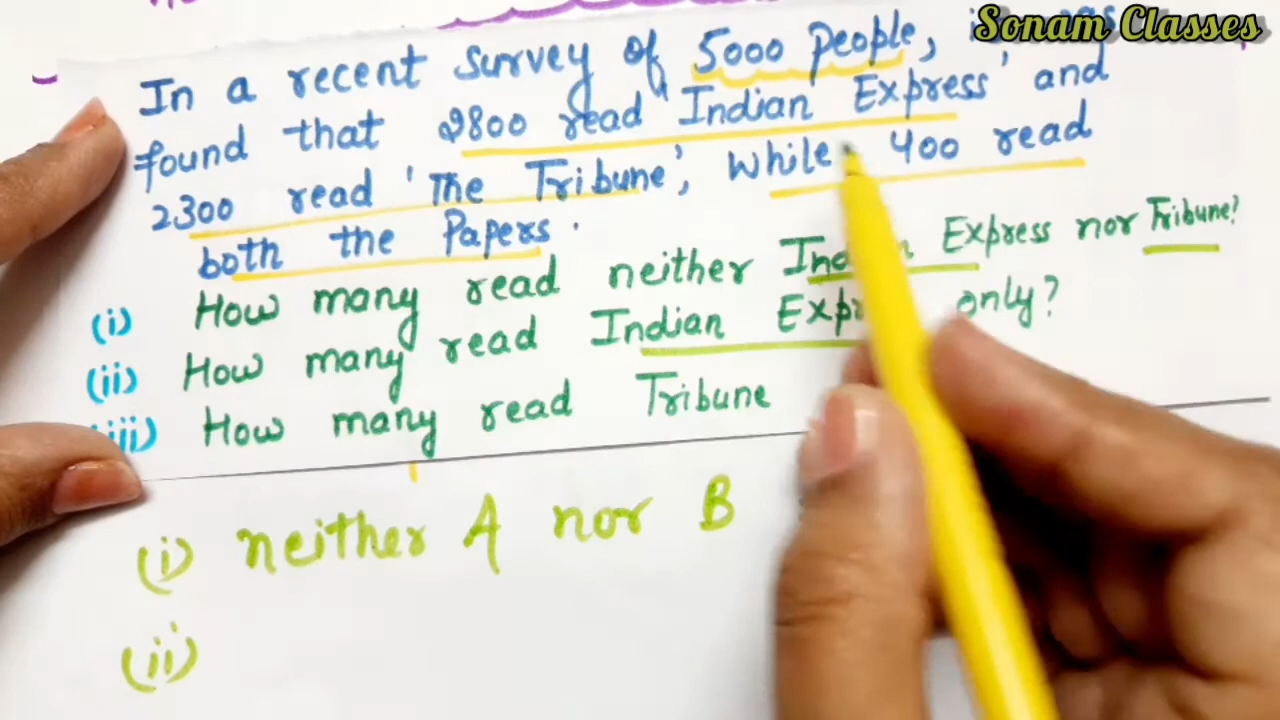 Sonam Classes
In a recent survey of 5000 people,
found that 2800 read 'Indian Express' and
2300 read 'The Tribune', while 400 read
both the Papers.
(i) How many read neither Indian Express nor Tribune?
(ii) How many read Indian only?
(iii) How many read Tribune
(i) neither A nor B
(ii)